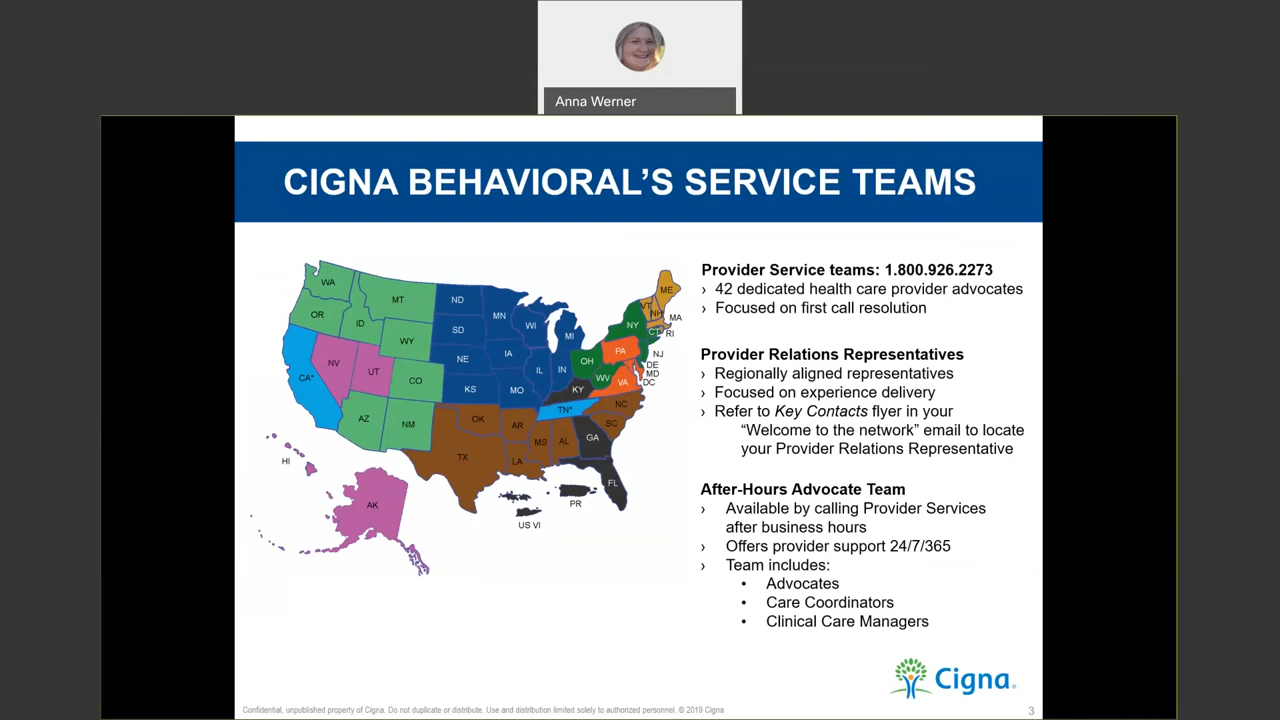 Anna Werner
CIGNA BEHAVIORAL'S SERVICE TEAMS
WA
MT
ND
MN
OR
ID
SD
WI
MI
WY
NE
IA
NV
UT
CO
KS
MO
IL
IN
OH
CA*
AZ
NM
OK
AR
TX
LA
MS
AL
GA
FL
TN*
KY
WV
VA
NC
SC
PA
NY
VT
NH
ME
MA
CT
RI
NJ
DE
MD
DC
HI
AK
PR
US VI
Provider Service teams: 1.800.926.2273
› 42 dedicated health care provider advocates
› Focused on first call resolution
Provider Relations Representatives
› Regionally aligned representatives
› Focused on experience delivery
› Refer to Key Contacts flyer in your
“Welcome to the network” email to locate
your Provider Relations Representative
After-Hours Advocate Team
› Available by calling Provider Services
after business hours
› Offers provider support 24/7/365
› Team includes:
• Advocates
• Care Coordinators
• Clinical Care Managers
Cigna®
Confidential, unpublished property of Cigna. Do not duplicate or distribute. Use and distribution limited solely to authorized personnel. © 2019 Cigna
3